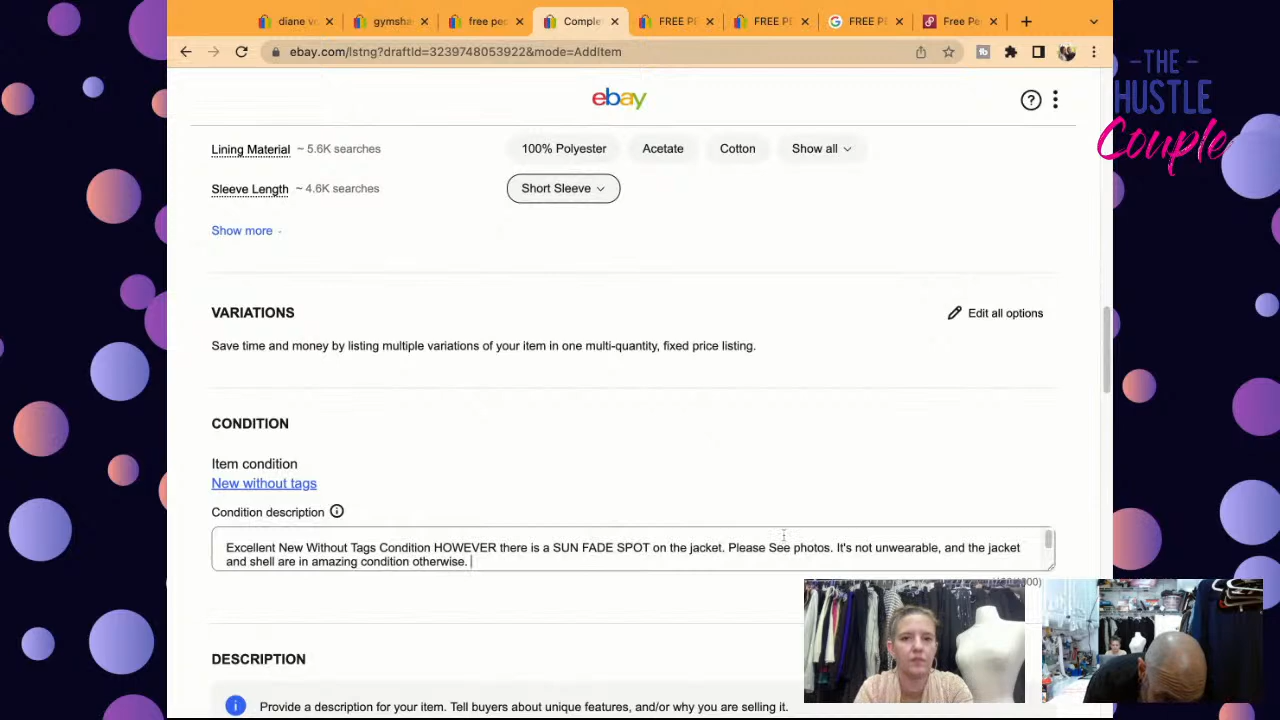 diane v
gymsha
free peo
Comple
FREE PE
FREE PE
FREE PE
Free Pe
ebay.com/lstng?draftId=3239748053922&mode=AddItem
THE HUSTLE Couple
ebay
Lining Material ~ 5.6K searches 100% Polyester Acetate Cotton Show all
Sleeve Length ~ 4.6K searches Short Sleeve
Show more
VARIATIONS Edit all options
Save time and money by listing multiple variations of your item in one multi-quantity, fixed price listing.
CONDITION
Item condition
New without tags
Condition description
Excellent New Without Tags Condition HOWEVER there is a SUN FADE SPOT on the jacket. Please See photos. It's not unwearable, and the jacket
and shell are in amazing condition otherwise.
DESCRIPTION
Provide a description for your item. Tell buyers about unique features, and/or why you are selling it.